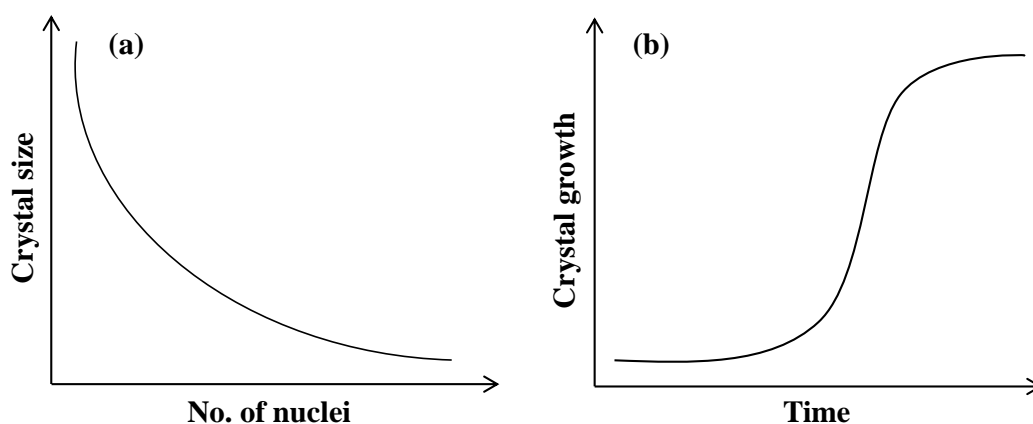 (a)
Crystal size
No. of nuclei
(b)
Crystal growth
Time